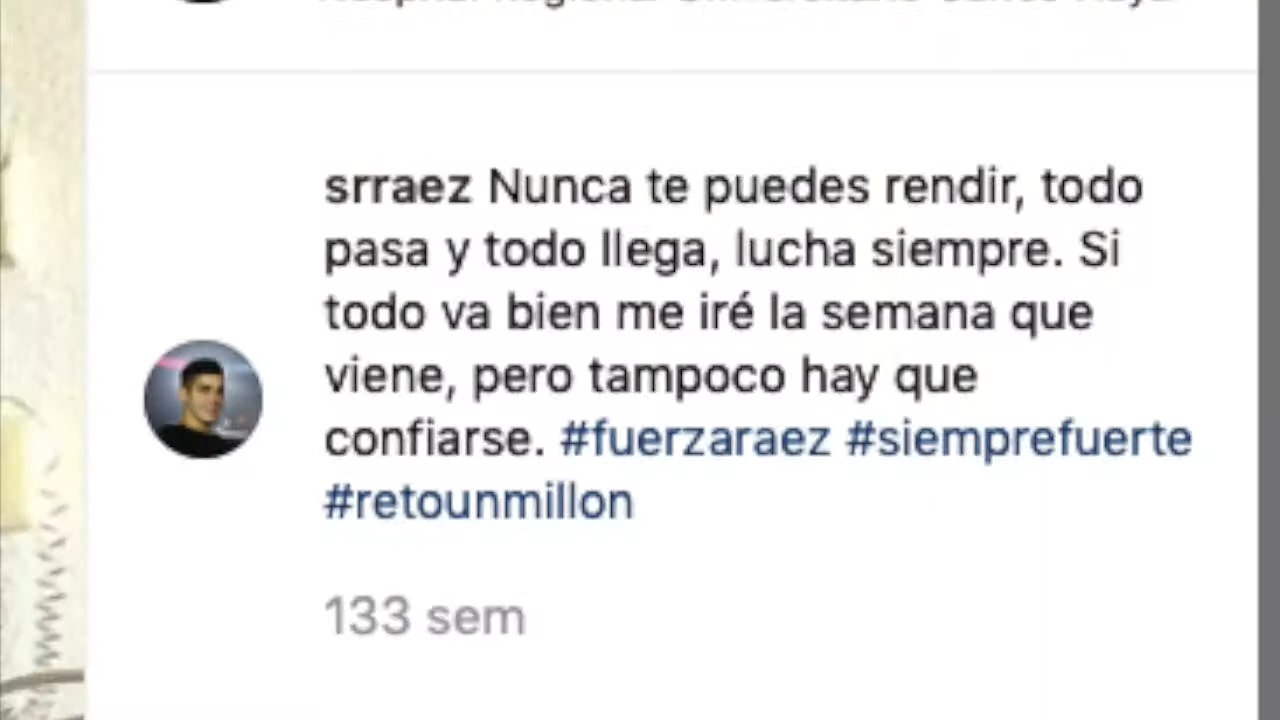 srraez Nunca te puedes rendir, todo
pasa y todo llega, lucha siempre. Si
todo va bien me iré la semana que
viene, pero tampoco hay que
confiarse. #fuerzaraez #siemprefuerte
#retounmillon
133 sem